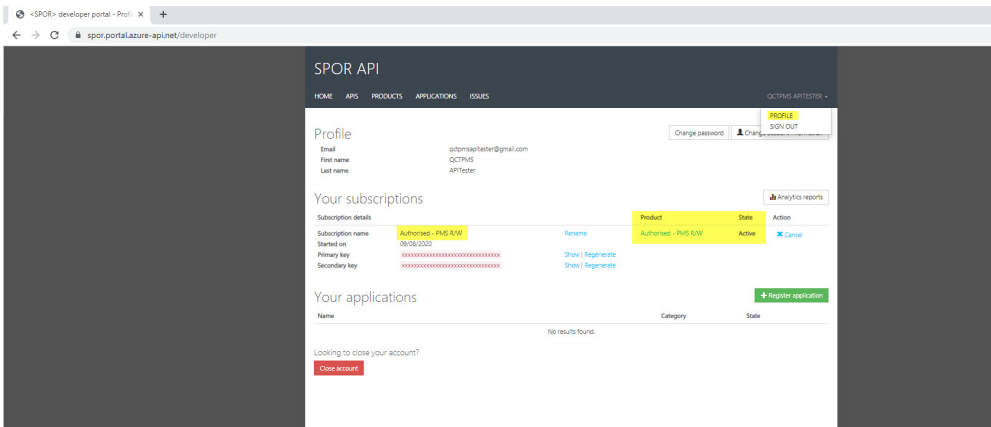 <SPOR> developer portal - Profi
spor.portal.azure-api.net/developer
SPOR API
HOME APIS PRODUCTS APPLICATIONS ISSUES QCTPMS APITESTER
PROFILE
SIGN OUT
Profile
Change password
Email qctpmsapitester@gmail.com
First name QCTPMS
Last name APITester
Your subscriptions
Analytics reports
Subscription details Product State Action
Subscription name Authorised - PMS R/W Rename Authorised - PMS R/W Active Cancel
Started on 09/08/2020
Primary key xxxxxxxxxxxxxxxxxxxxxxxxxxxxxxxx Show | Regenerate
Secondary key xxxxxxxxxxxxxxxxxxxxxxxxxxxxxxxx Show | Regenerate
Your applications
Register application
Name Category State
No results found.
Looking to close your account?
Close account